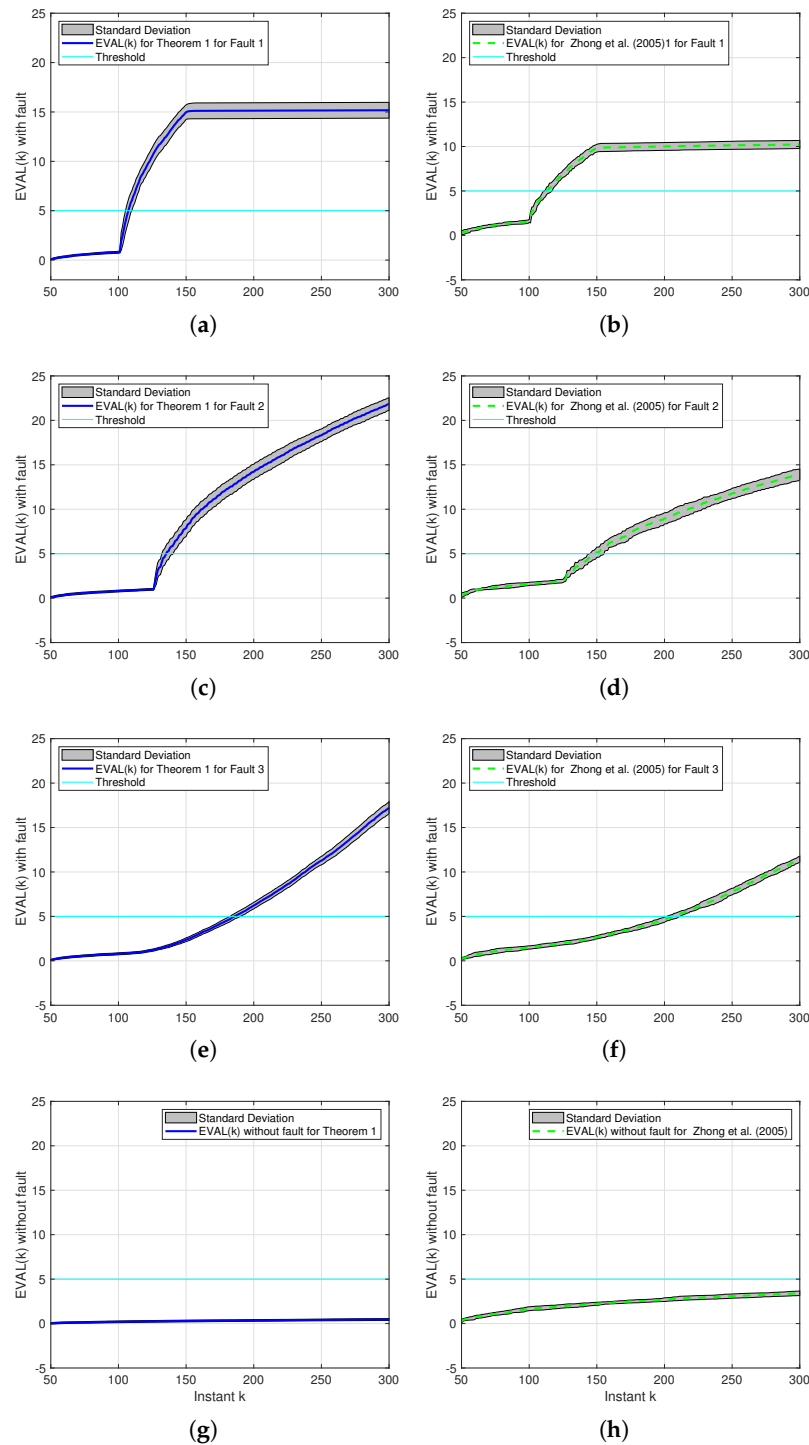 Standard Deviation
EVAL(k) for Theorem 1 for Fault 1
Threshold
EVAL(k) with fault
25
20
15
10
5
0
50 100 150 200 250 300
(a)
Standard Deviation
EVAL(k) for Zhong et al. (2005)1 for Fault 1
Threshold
EVAL(k) with fault
25
20
15
10
5
0
-5
50 100 150 200 250 300
(b)
Standard Deviation
EVAL(k) for Theorem 1 for Fault 2
Threshold
EVAL(k) with fault
25
20
15
10
5
0
-5
50 100 150 200 250 300
(c)
Standard Deviation
EVAL(k) for Zhong et al. (2005) for Fault 2
Threshold
EVAL(k) with fault
25
20
15
10
5
0
-5
50 100 150 200 250 300
(d)
Standard Deviation
EVAL(k) for Theorem 1 for Fault 3
Threshold
EVAL(k) with fault
25
20
15
10
5
0
-5
50 100 150 200 250 300
(e)
Standard Deviation
EVAL(k) for Zhong et al. (2005) for Fault 3
Threshold
EVAL(k) with fault
25
20
15
10
5
0
-5
50 100 150 200 250 300
(f)
Standard Deviation
EVAL(k) without fault for Theorem 1
EVAL(k) without fault
25
20
15
10
5
0
-5
50 100 150 200 250 300
Instant k
(g)
Standard Deviation
EVAL(k) without fault for Zhong et al. (2005)
EVAL(k) without fault
25
20
15
10
5
0
-5
50 100 150 200 250 300
Instant k
(h)